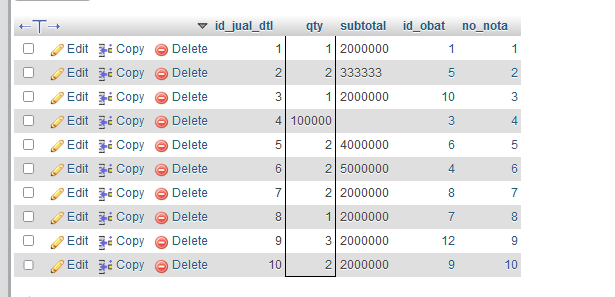 id_jual_dtl qty subtotal id_obat no_nota
Edit Copy Delete 1 1 2000000 1 1
Edit Copy Delete 2 2 333333 5 2
Edit Copy Delete 3 1 2000000 10 3
Edit Copy Delete 4 100000 3 4
Edit Copy Delete 5 2 4000000 6 5
Edit Copy Delete 6 2 5000000 4 6
Edit Copy Delete 7 2 2000000 8 7
Edit Copy Delete 8 1 2000000 7 8
Edit Copy Delete 9 3 2000000 12 9
Edit Copy Delete 10 2 2000000 9 10